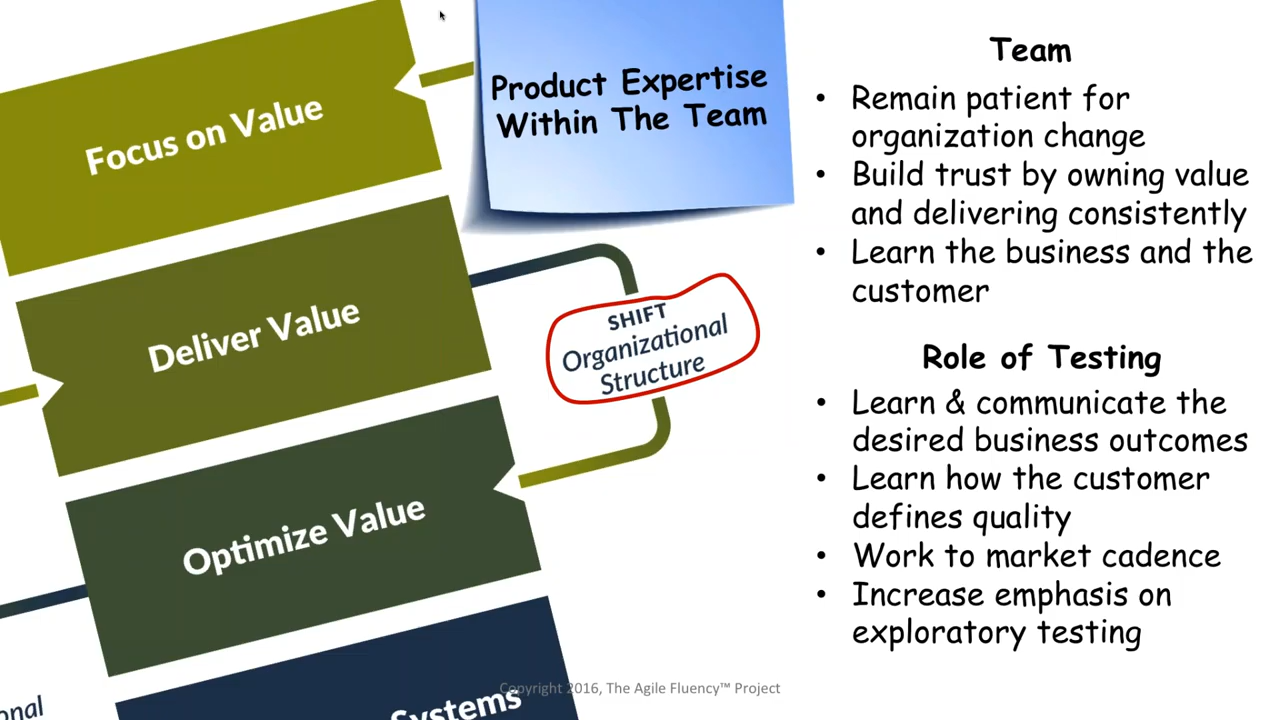 Focus on Value
Deliver Value
Optimize Value
Systems
Product Expertise
Within The Team
SHIFT
Organizational
Structure
Team
• Remain patient for
organization change
• Build trust by owning value
and delivering consistently
• Learn the business and the
customer
Role of Testing
• Learn & communicate the
desired business outcomes
• Learn how the customer
defines quality
• Work to market cadence
• Increase emphasis on
exploratory testing
Copyright 2016, The Agile Fluency™ Project